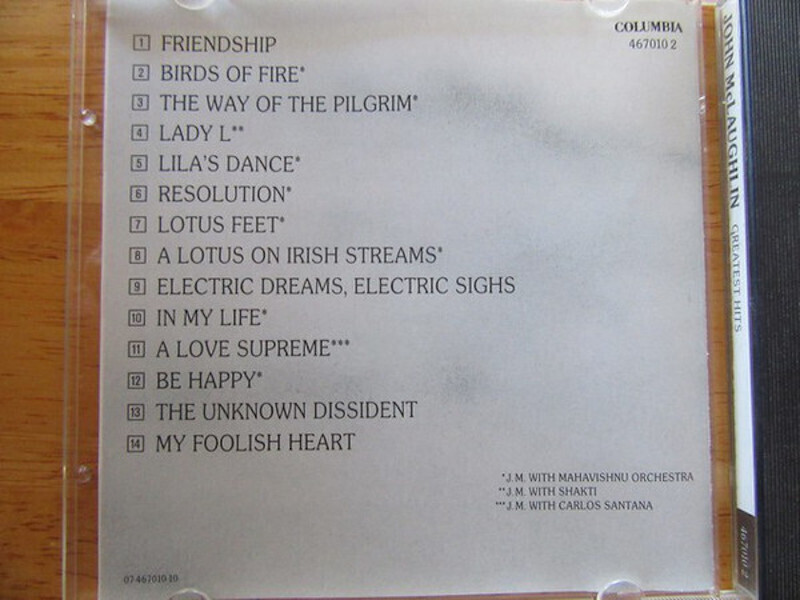 COLUMBIA
467010 2
1 FRIENDSHIP
2 BIRDS OF FIRE*
3 THE WAY OF THE PILGRIM*
4 LADY L**
5 LILA'S DANCE*
6 RESOLUTION*
7 LOTUS FEET*
8 A LOTUS ON IRISH STREAMS*
9 ELECTRIC DREAMS, ELECTRIC SIGHS
10 IN MY LIFE*
11 A LOVE SUPREME***
12 BE HAPPY*
13 THE UNKNOWN DISSIDENT
14 MY FOOLISH HEART
*J.M. WITH MAHAVISHNU ORCHESTRA
**J.M. WITH SHAKTI
***J.M. WITH CARLOS SANTANA
07-467010-10
JOHN McLAUGHLIN GREATEST HITS
467010 2